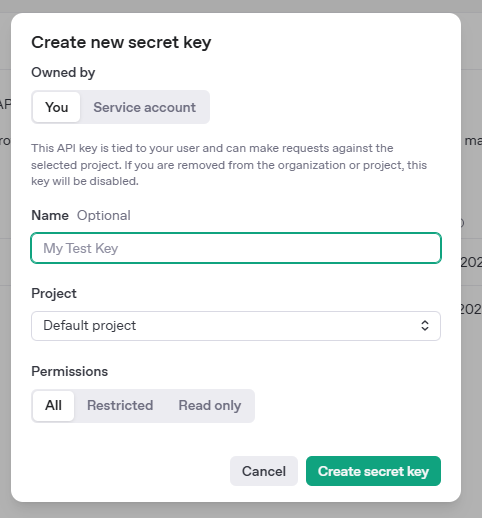 Create new secret key
Owned by
You Service account
This API key is tied to your user and can make requests against the
selected project. If you are removed from the organization or project, this
key will be disabled.
Name Optional
My Test Key
Project
Default project
Permissions
All Restricted Read only
Cancel Create secret key